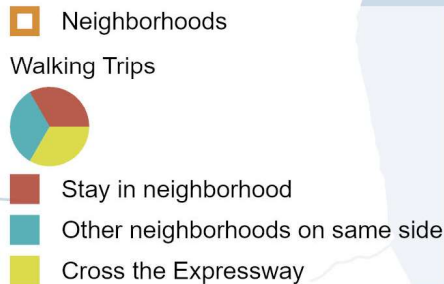 Neighborhoods
Walking Trips
Stay in neighborhood
Other neighborhoods on same side
Cross the Expressway